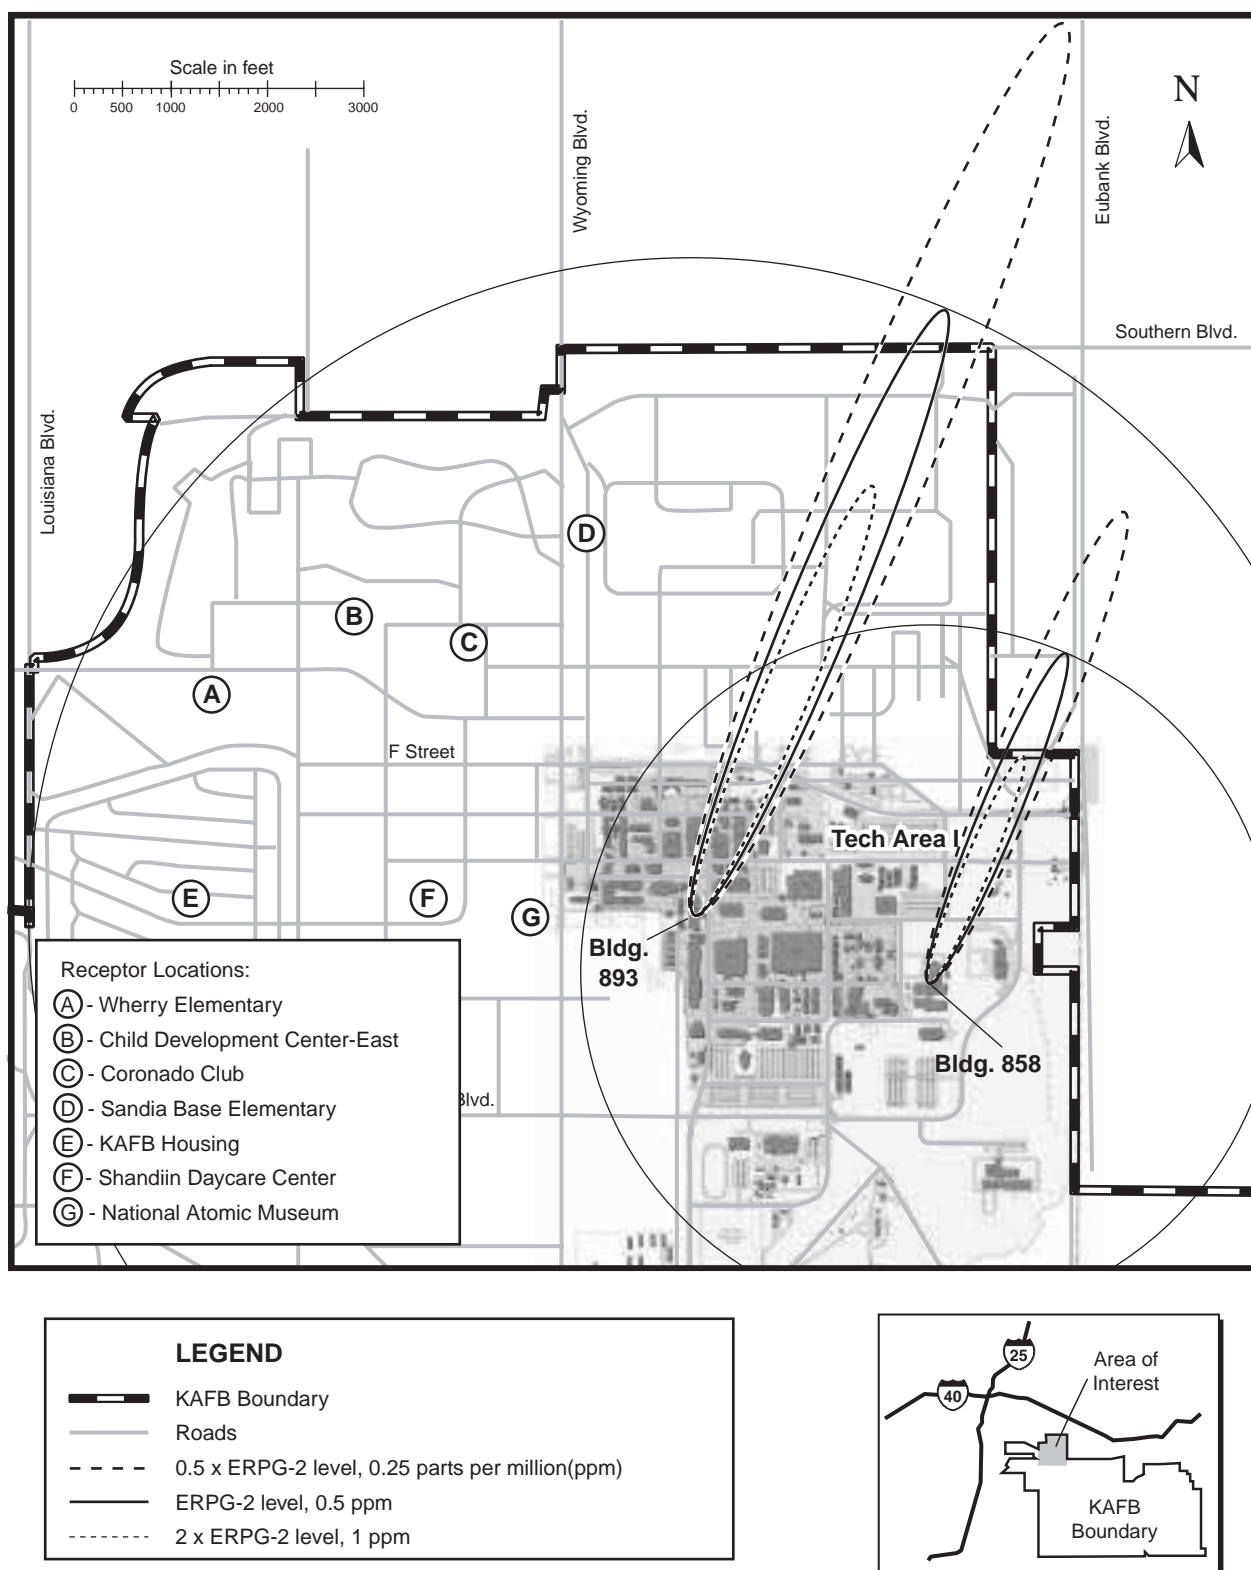 Scale in feet
0 500 1000 2000 3000
N
Wyoming Blvd.
Eubank Blvd.
Southern Blvd.
Louisiana Blvd.
D
B
C
A
F Street
Tech Area I
E
F
G
Bldg.
893
Bldg. 858
Blvd.
Receptor Locations:
A - Wherry Elementary
B - Child Development Center-East
C - Coronado Club
D - Sandia Base Elementary
E - KAFB Housing
F - Shandiin Daycare Center
G - National Atomic Museum
LEGEND
KAFB Boundary
Roads
0.5 x ERPG-2 level, 0.25 parts per million(ppm)
ERPG-2 level, 0.5 ppm
2 x ERPG-2 level, 1 ppm
25
40
Area of
Interest
KAFB
Boundary